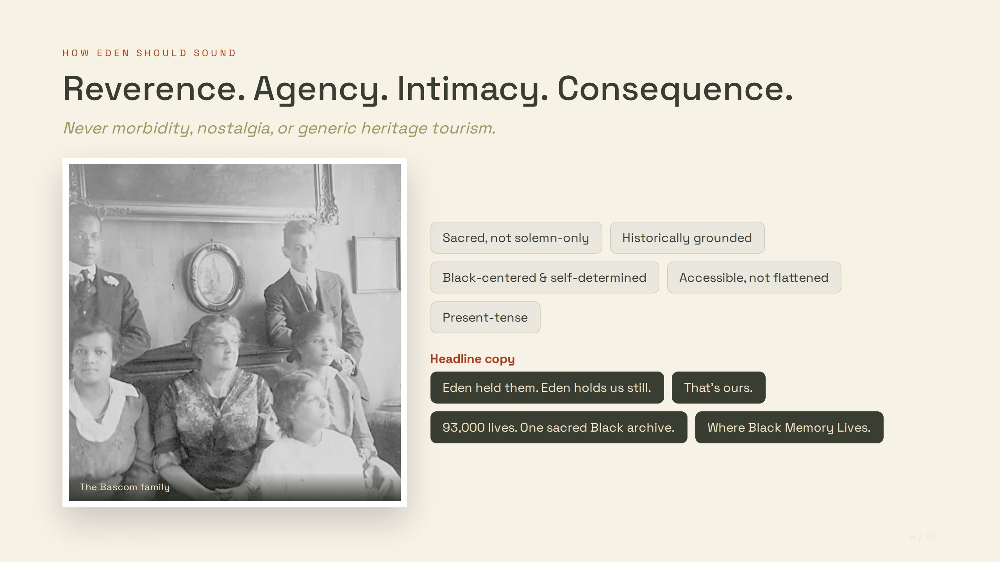 HOW EDEN SHOULD SOUND
Reverence. Agency. Intimacy. Consequence.
Never morbidity, nostalgia, or generic heritage tourism.
The Bascom family
Sacred, not solemn-only
Historically grounded
Black-centered & self-determined
Accessible, not flattened
Present-tense
Headline copy
Eden held them. Eden holds us still.
That’s ours.
93,000 lives. One sacred Black archive.
Where Black Memory Lives.
SECTION 1 · VOICE
6 / 30